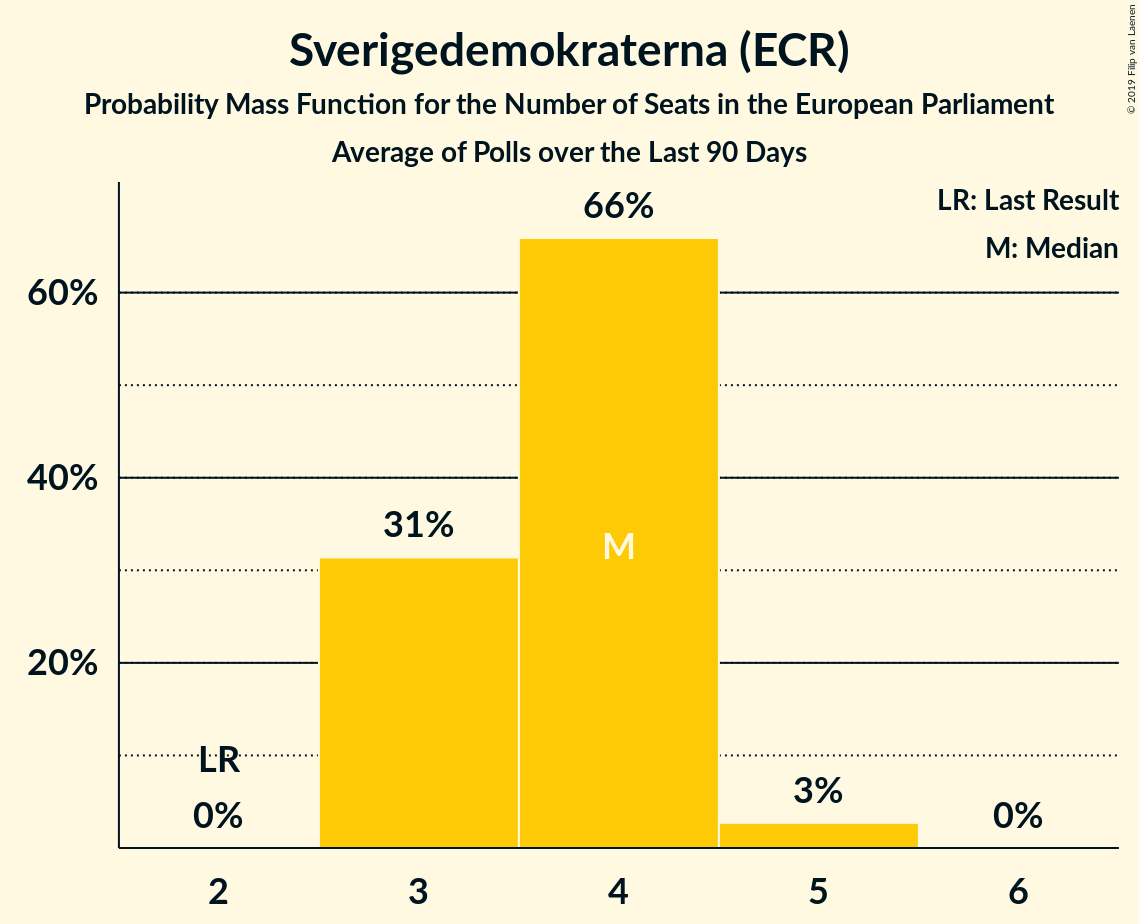 Sverigedemokraterna (ECR)
Probability Mass Function for the Number of Seats in the European Parliament
Average of Polls over the Last 90 Days
© 2019 Filip van Laenen
LR: Last Result
M: Median
66%
60%
40%
31%
M
20%
LR
0%
3%
0%
2 3 4 5 6